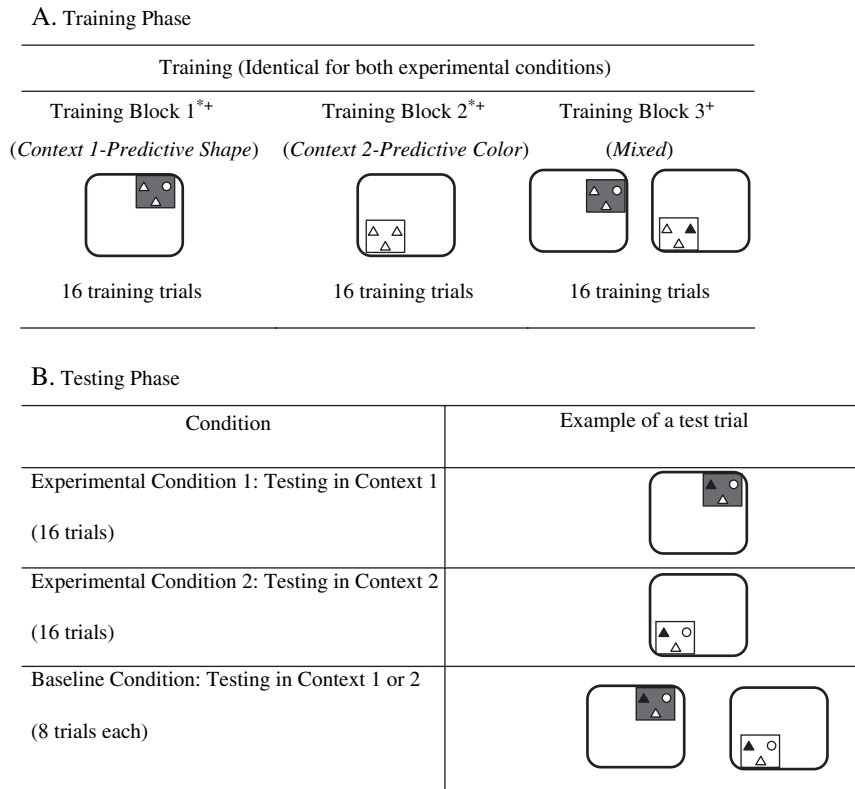 A. Training Phase
Training (Identical for both experimental conditions)
Training Block 1*+ Training Block 2*+ Training Block 3+
(Context 1-Predictive Shape) (Context 2-Predictive Color) (Mixed)
16 training trials 16 training trials 16 training trials
B. Testing Phase
Condition Example of a test trial
Experimental Condition 1: Testing in Context 1
(16 trials)
Experimental Condition 2: Testing in Context 2
(16 trials)
Baseline Condition: Testing in Context 1 or 2
(8 trials each)